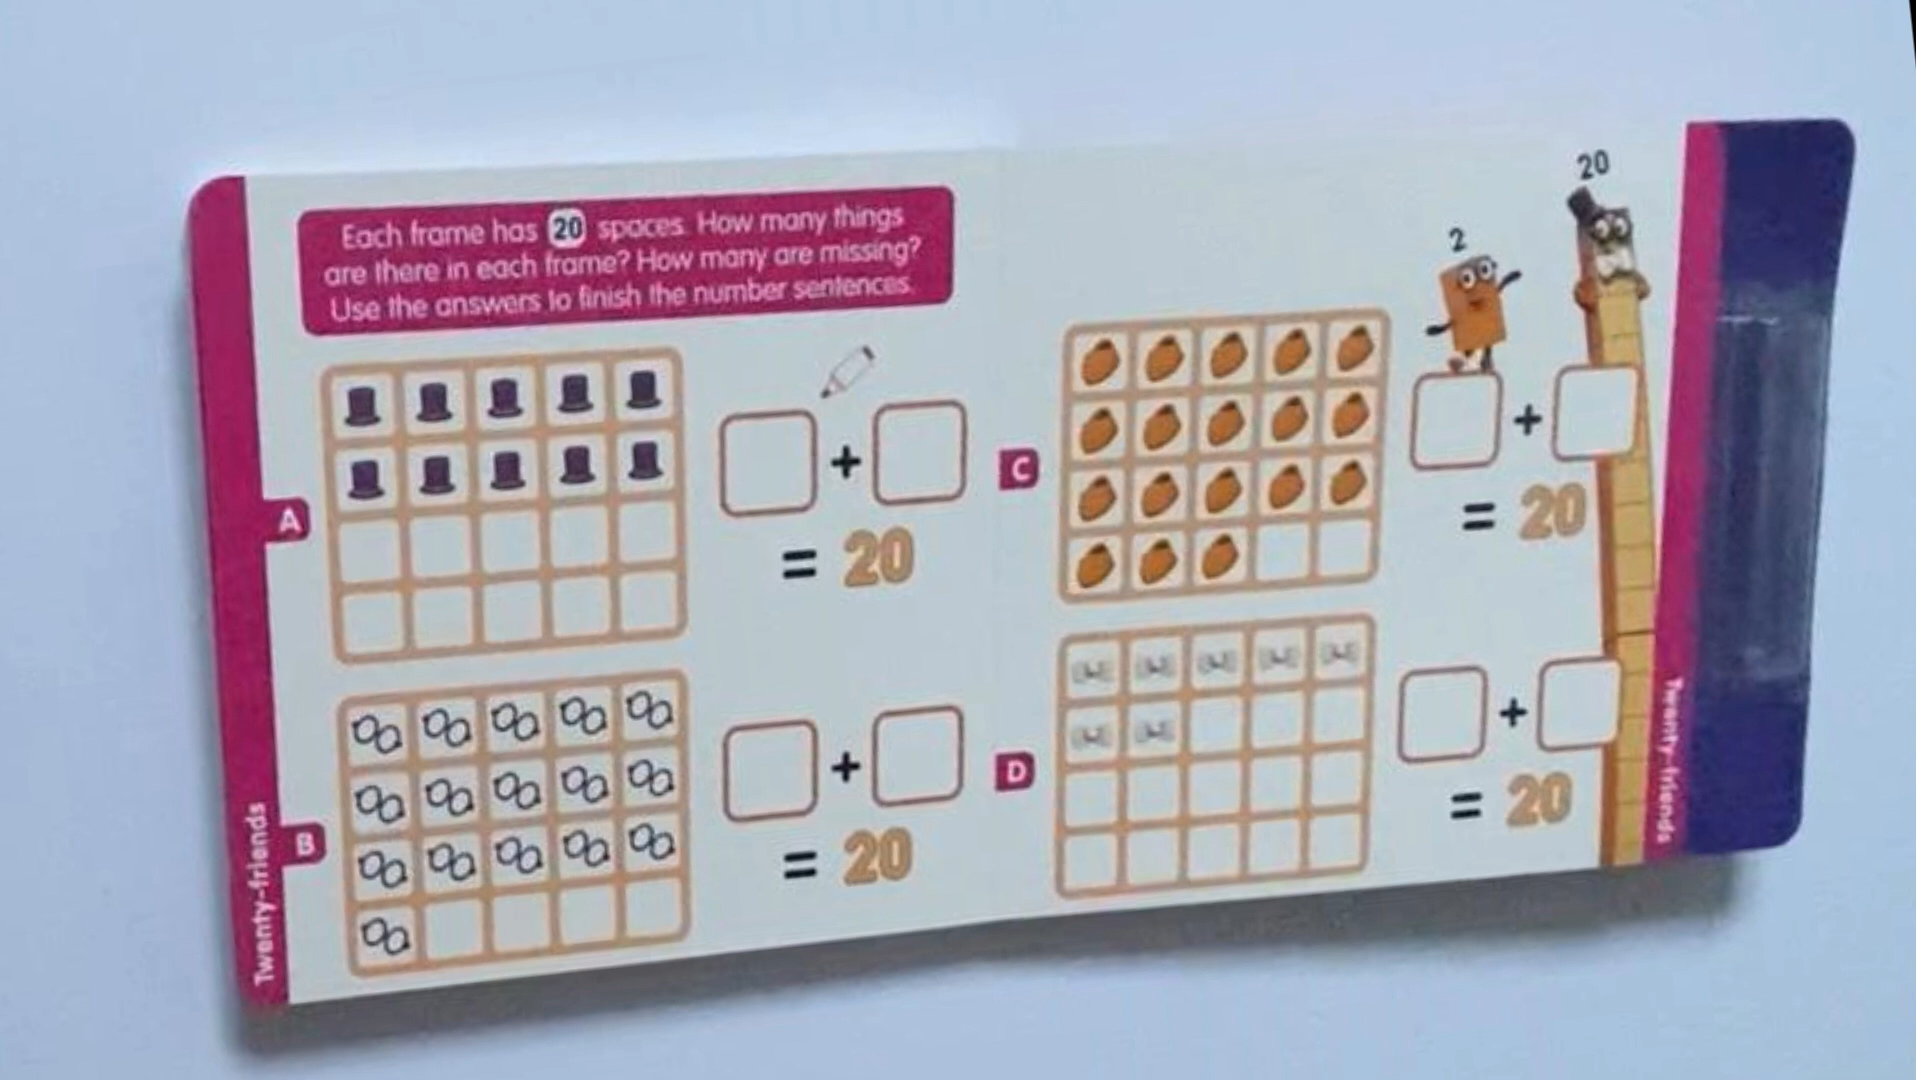 Each frame has 20 spaces. How many things
are there in each frame? How many are missing?
Use the answers to finish the number sentences.
A
+
= 20
B
+
= 20
C
+
= 20
D
+
= 20
2
20
Twenty-friends
Twenty-friends